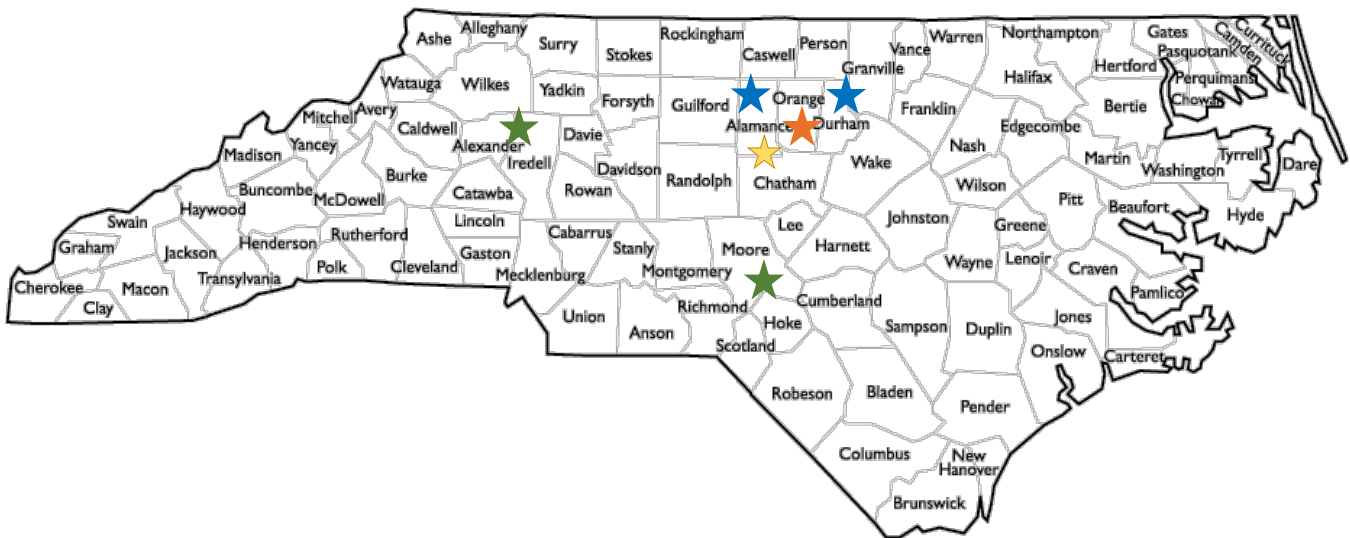 Alleghany
Ashe
Surry
Stokes
Rockingham
Caswell
Person
Vance
Warren
Northampton
Gates
Currituck
Camden
Pasquotank
Watauga
Wilkes
Yadkin
Forsyth
Guilford
Orange
Granville
Franklin
Halifax
Hertford
Perquimans
Chowan
Bertie
Avery
Mitchell
Caldwell
Alexander
Davie
Alamance
Durham
Edgecombe
Nash
Madison
Yancey
Iredell
Davidson
Wake
Martin
Washington
Tyrrell
Dare
Buncombe
McDowell
Burke
Catawba
Rowan
Randolph
Chatham
Wilson
Pitt
Beaufort
Hyde
Swain
Haywood
Rutherford
Lincoln
Cabarrus
Stanly
Lee
Johnston
Greene
Graham
Jackson
Henderson
Polk
Cleveland
Gaston
Mecklenburg
Montgomery
Moore
Harnett
Wayne
Lenoir
Craven
Pamlico
Cherokee
Clay
Macon
Transylvania
Union
Anson
Richmond
Scotland
Hoke
Cumberland
Sampson
Duplin
Jones
Onslow
Carteret
Robeson
Bladen
Pender
Columbus
New
Hanover
Brunswick